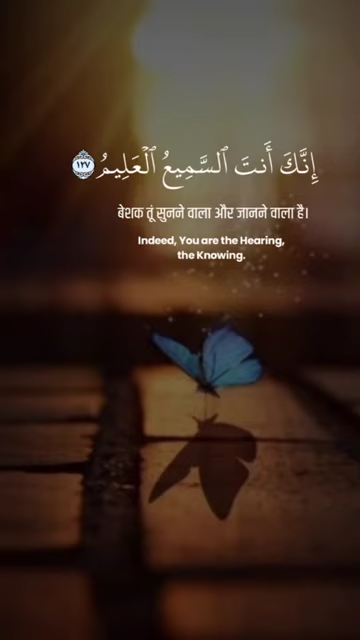 إِنَّكَ أَنتَ ٱلسَّمِيعُ ٱلْعَلِيمُ ١٢٧
बेशक तूं सुनने वाला और जानने वाला है।
Indeed, You are the Hearing,
the Knowing.